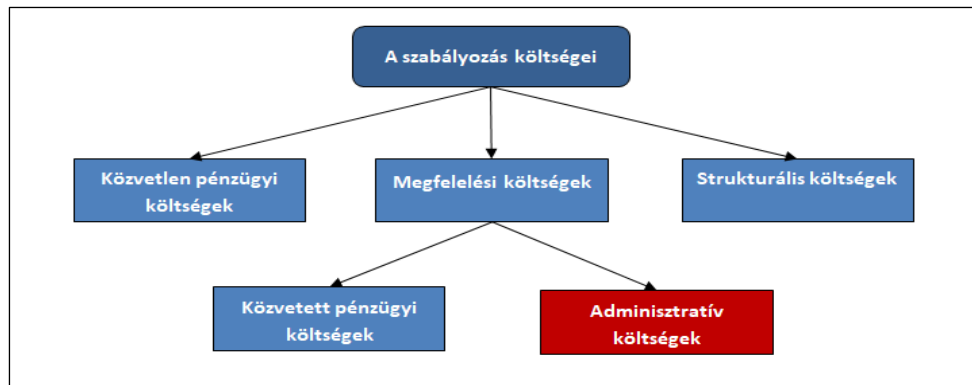 A szabályozás költségei
Közvetlen pénzügyi
költségek
Megfelelési költségek
Strukturális költségek
Közvetett pénzügyi
költségek
Adminisztratív
költségek